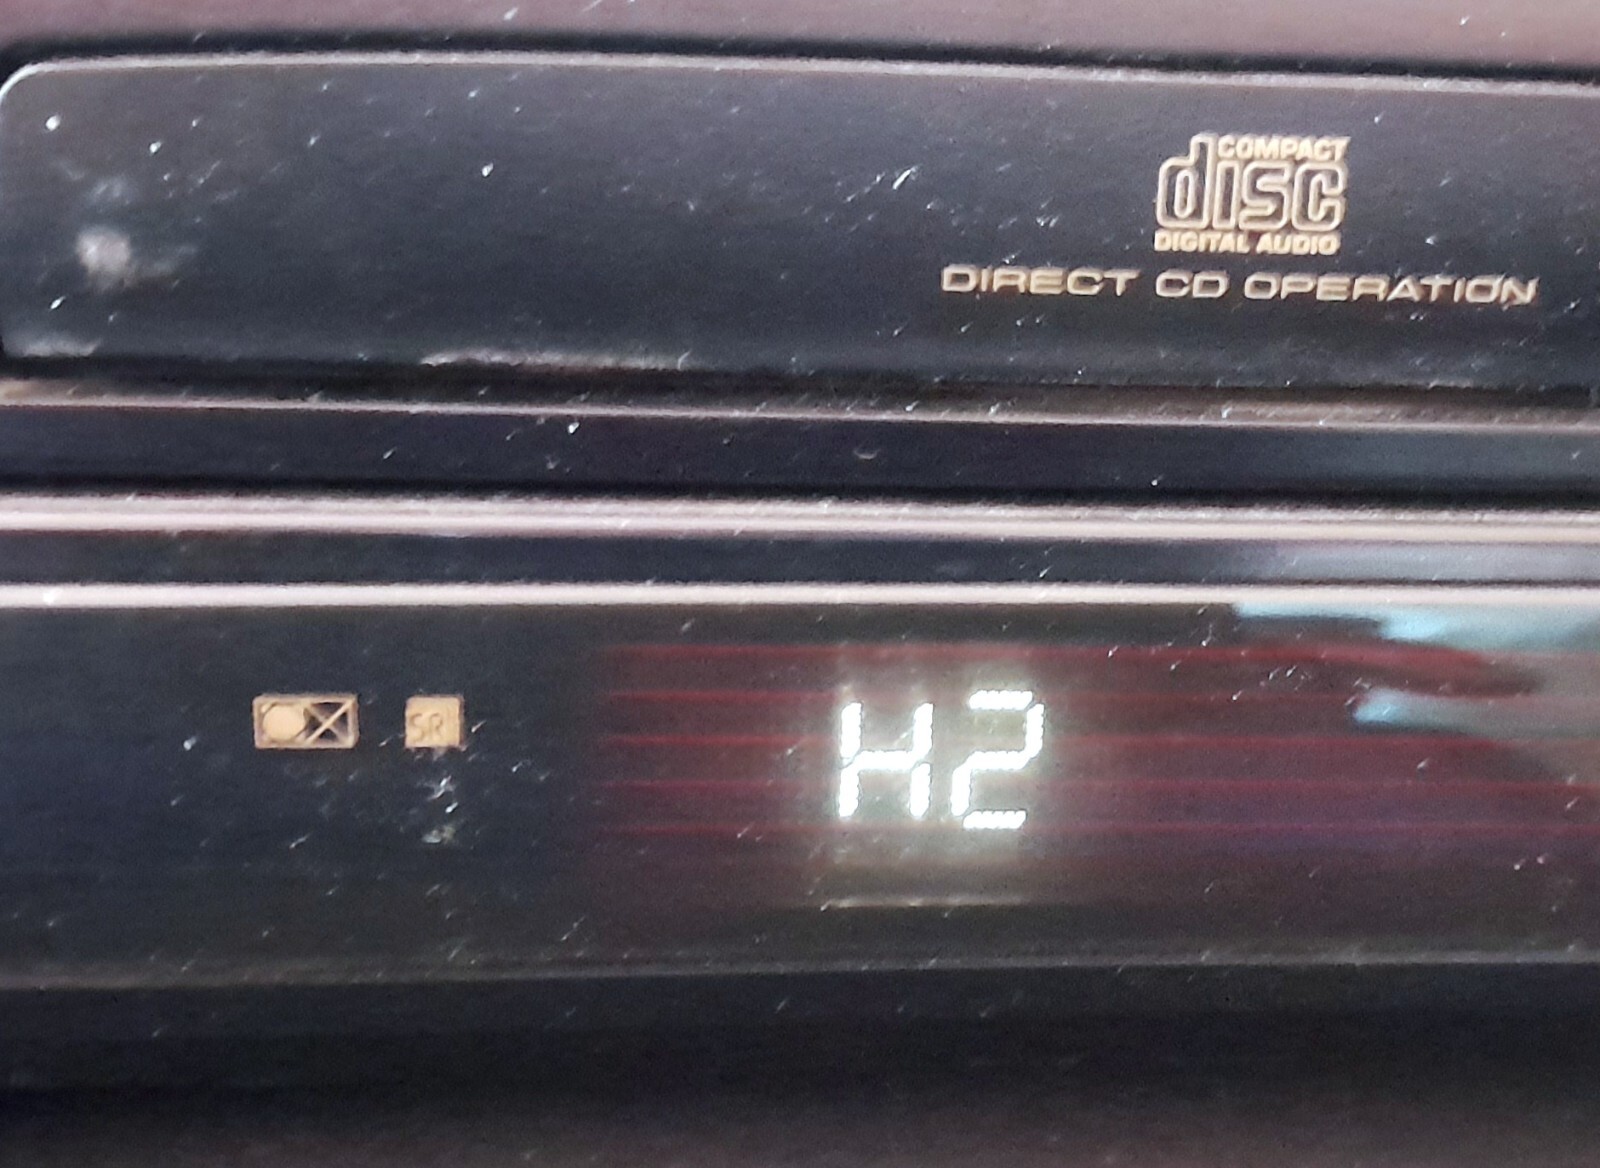 COMPACT
disc
DIGITAL AUDIO
DIRECT CD OPERATION
SR
H2